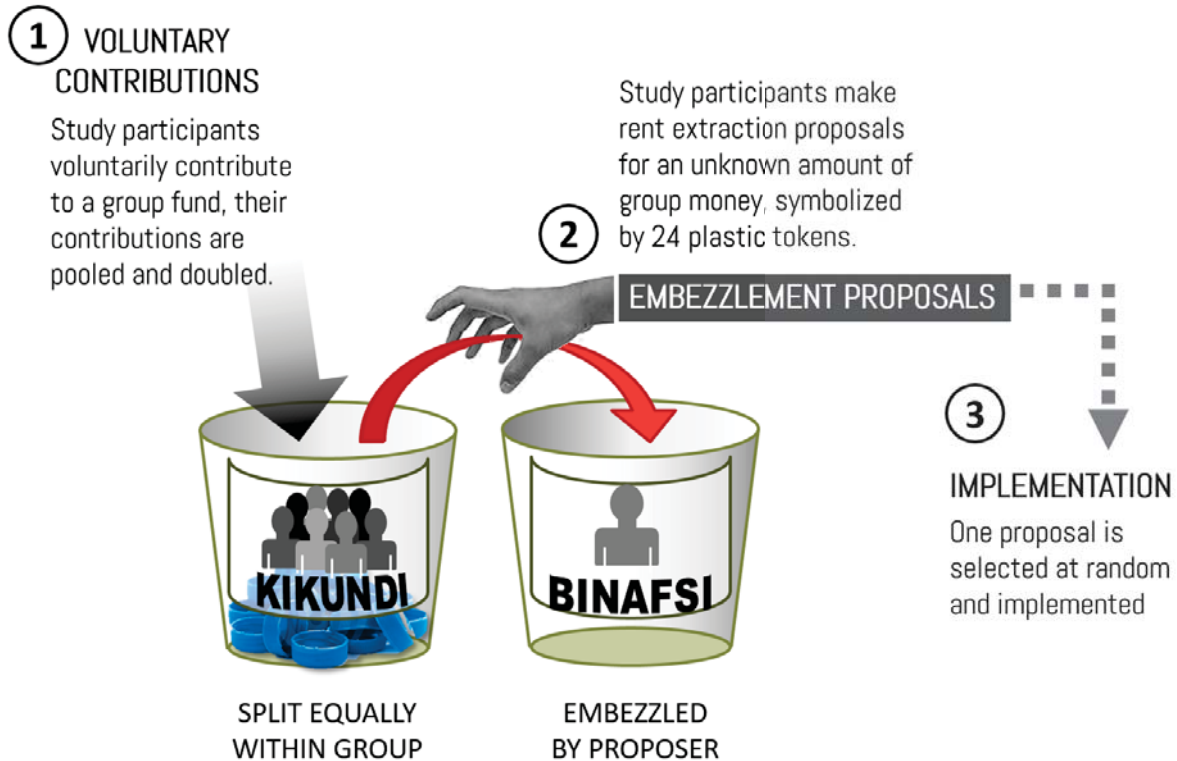 1 VOLUNTARY
CONTRIBUTIONS
Study participants
voluntarily contribute
to a group fund, their
contributions are
pooled and doubled.
Study participants make
rent extraction proposals
for an unknown amount of
group money, symbolized
by 24 plastic tokens.
2
EMBEZZLEMENT PROPOSALS
3
IMPLEMENTATION
One proposal is
selected at random
and implemented
KIKUNDI
BINAFSI
SPLIT EQUALLY
WITHIN GROUP
EMBEZZLED
BY PROPOSER